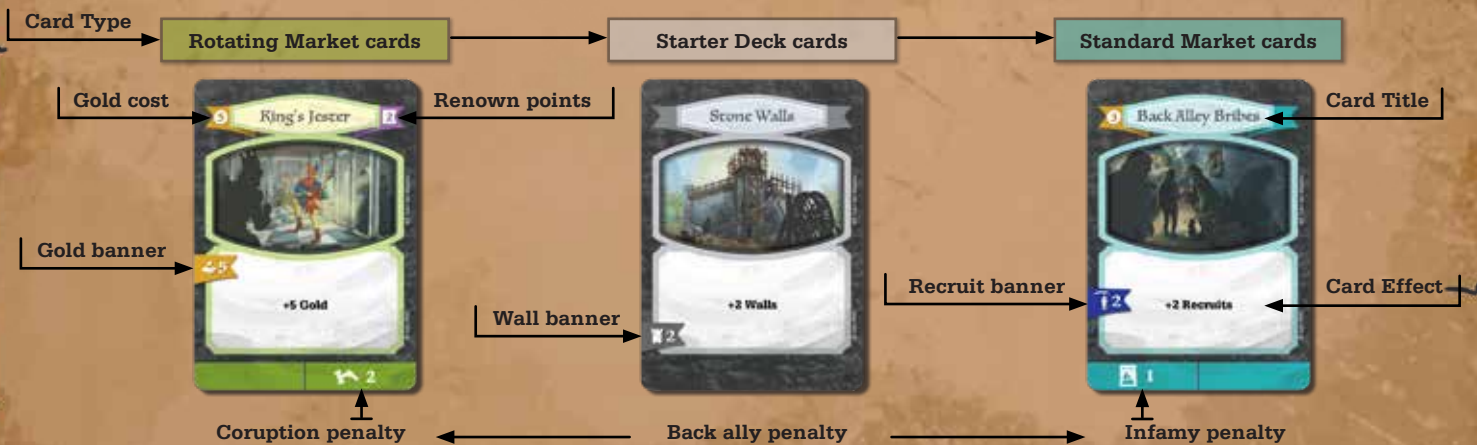 Card Type
Rotating Market cards
Starter Deck cards
Standard Market cards
Gold cost
Renown points
Card Title
King's Jester
2
Stone Walls
3
Back Alley Bribes
Gold banner
5
+5 Gold
Wall banner
+2 Walls
2
Recruit banner
2
+2 Recruits
Card Effect
2
1
Coruption penalty
Back ally penalty
Infamy penalty